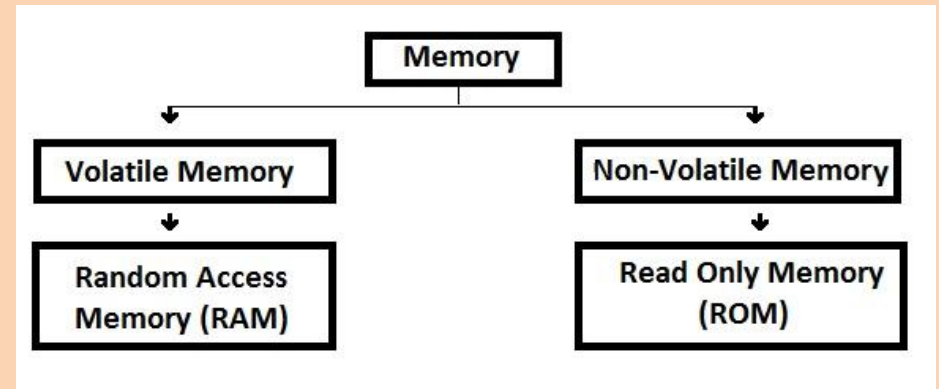 Memory
Volatile Memory
Non-Volatile Memory
Random Access
Memory (RAM)
Read Only Memory
(ROM)